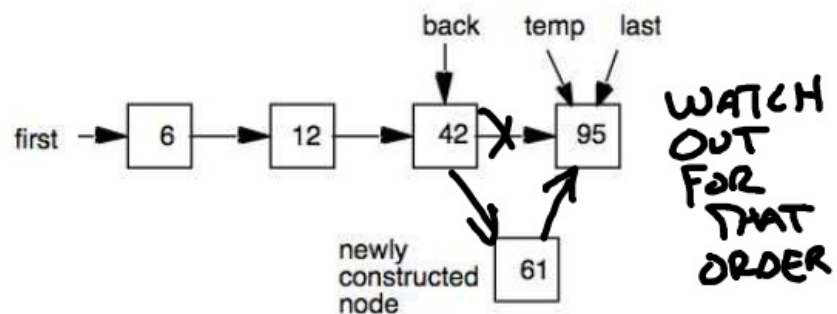 back temp last
first 6 12 42 95
newly
constructed
node
61
WATCH
OUT
FOR
THAT
ORDER